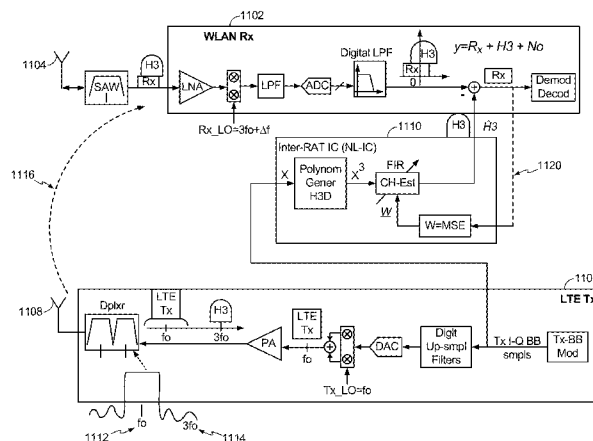 1102
WLAN Rx
1104
SAW
H3
Rx
LNA
LPF
ADC
Digital LPF
H3
Rx
0
y=Rx + H3 + No
Rx
-
Demod
Decod
Rx_LO=3fo+Δf
1110
H3
Ĥ3
inter-RAT IC (NL-IC)
X
Polynom
Gener
H3D
X³
FIR
CH-Est
W
W=MSE
1120
1116
1108
Dplxr
LTE
Tx
fo
H3
3fo
PA
LTE
Tx
fo
Tx_LO=fo
DAC
Digit
Up-smpl
Filters
Tx I-Q BB
smpls
Tx-BB
Mod
LTE Tx
1112
fo
3fo
1114